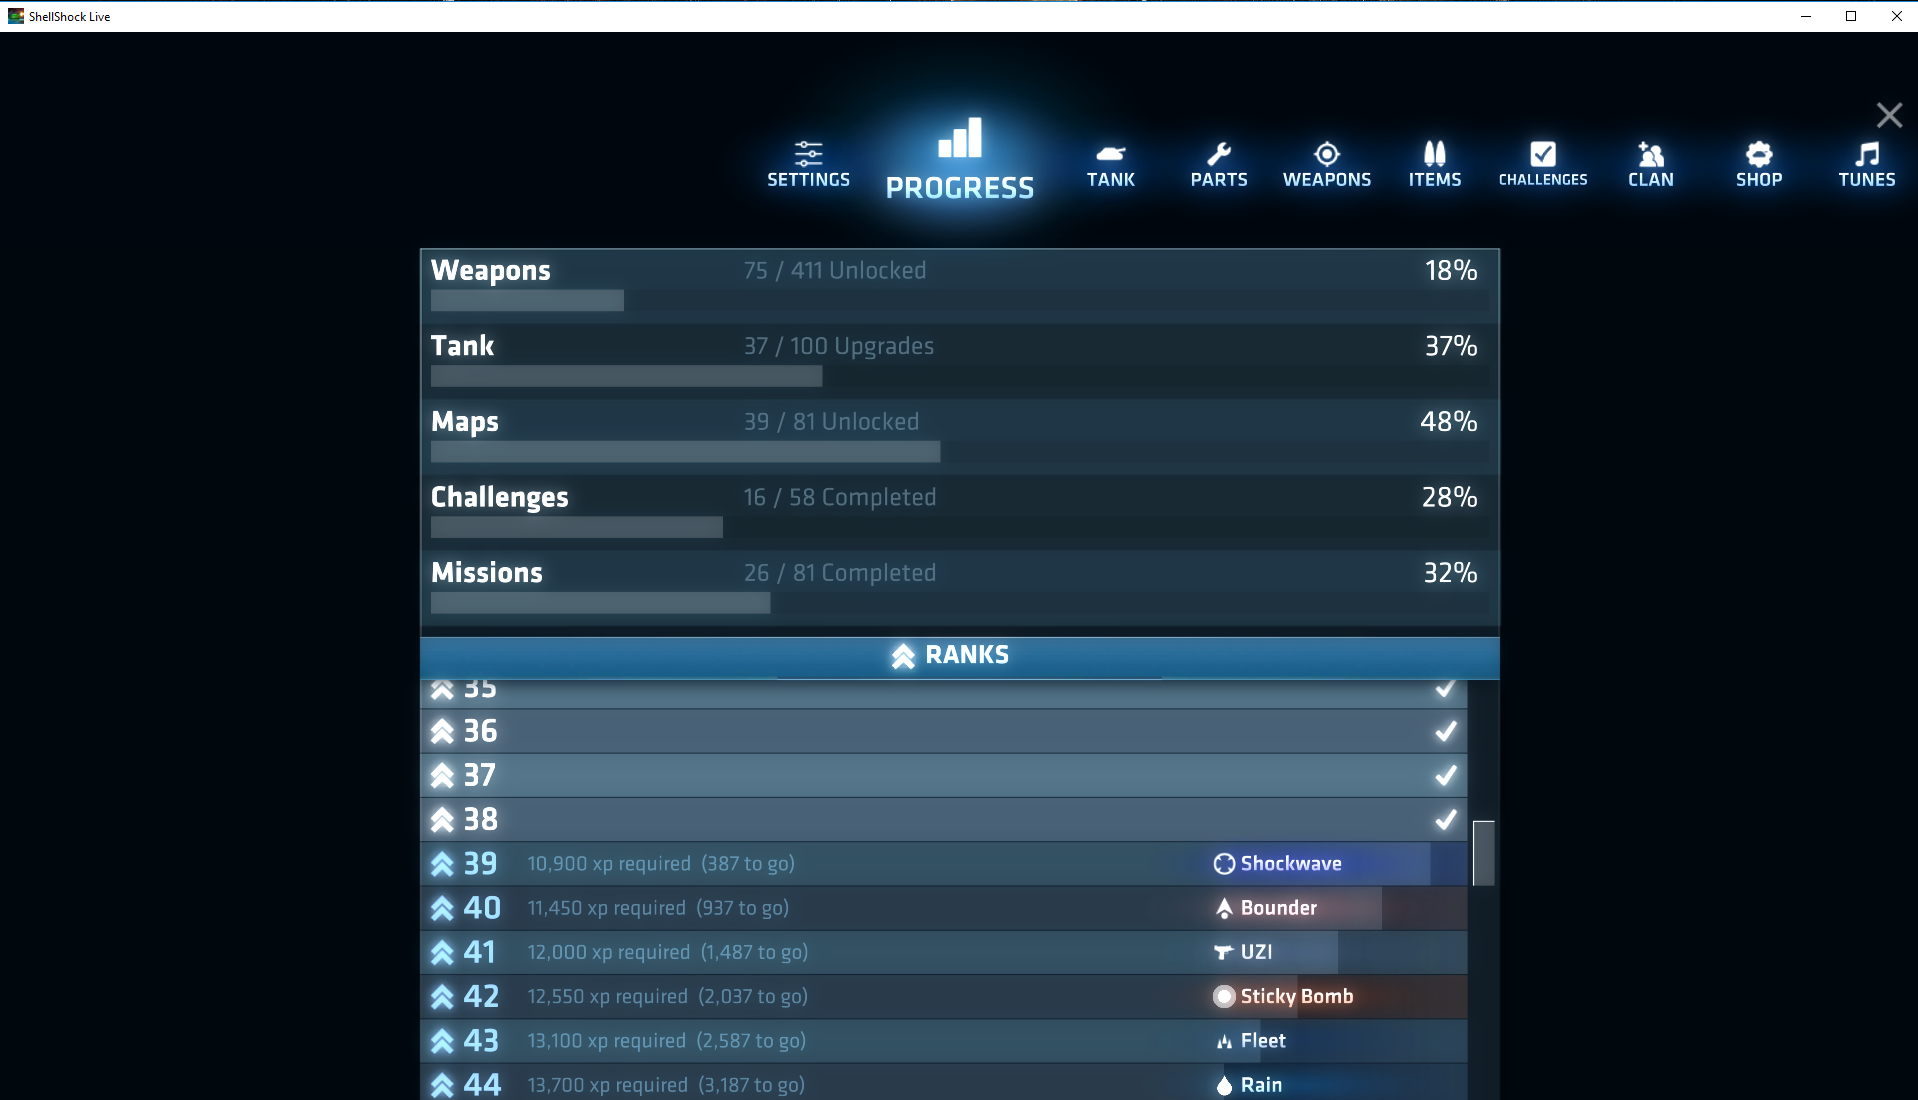 ShellShock Live
SETTINGS PROGRESS TANK PARTS WEAPONS ITEMS CHALLENGES CLAN SHOP TUNES
Weapons 75 / 411 Unlocked 18%
Tank 37 / 100 Upgrades 37%
Maps 39 / 81 Unlocked 48%
Challenges 16 / 58 Completed 28%
Missions 26 / 81 Completed 32%
RANKS
35
36
37
38
39 10,900 xp required (387 to go) Shockwave
40 11,450 xp required (937 to go) Bounder
41 12,000 xp required (1,487 to go) UZI
42 12,550 xp required (2,037 to go) Sticky Bomb
43 13,100 xp required (2,587 to go) Fleet
44 13,700 xp required (3,187 to go) Rain